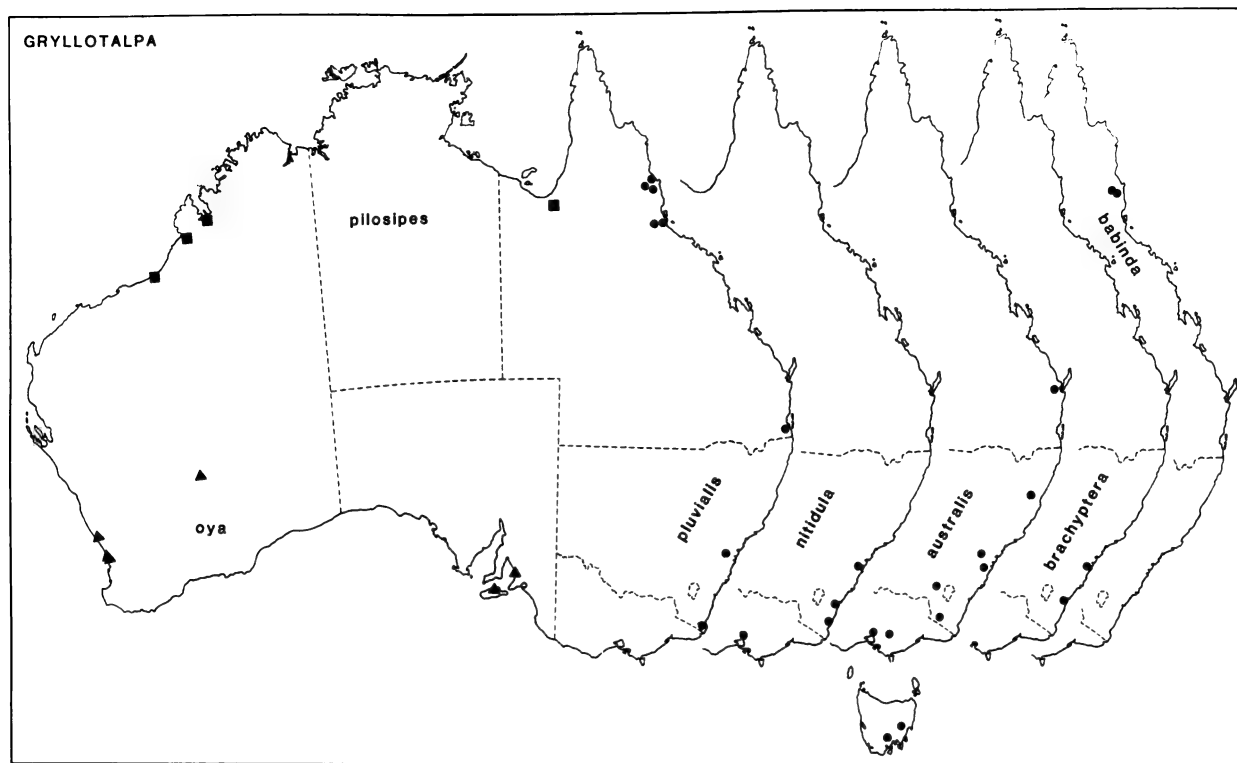 GRYLLOTALPA
pilosipes
babinda
oya
pluvialis
nitidula
australis
brachyptera